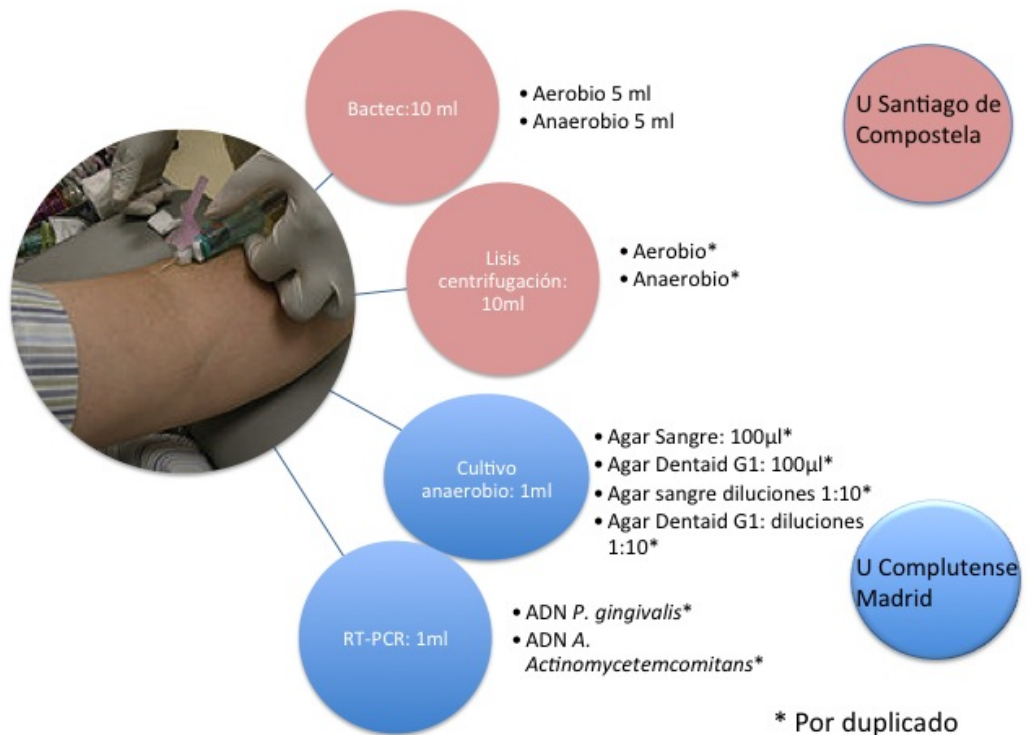 Bactec:10 ml
• Aerobio 5 ml
• Anaerobio 5 ml
U Santiago de
Compostela
Lisis
centrifugación:
10ml
• Aerobio*
• Anaerobio*
Cultivo
anaerobio: 1ml
• Agar Sangre: 100µl*
• Agar Dentaid G1: 100µl*
• Agar sangre diluciones 1:10*
• Agar Dentaid G1: diluciones
1:10*
U Complutense
Madrid
RT-PCR: 1ml
• ADN P. gingivalis*
• ADN A.
Actinomycetemcomitans*
* Por duplicado